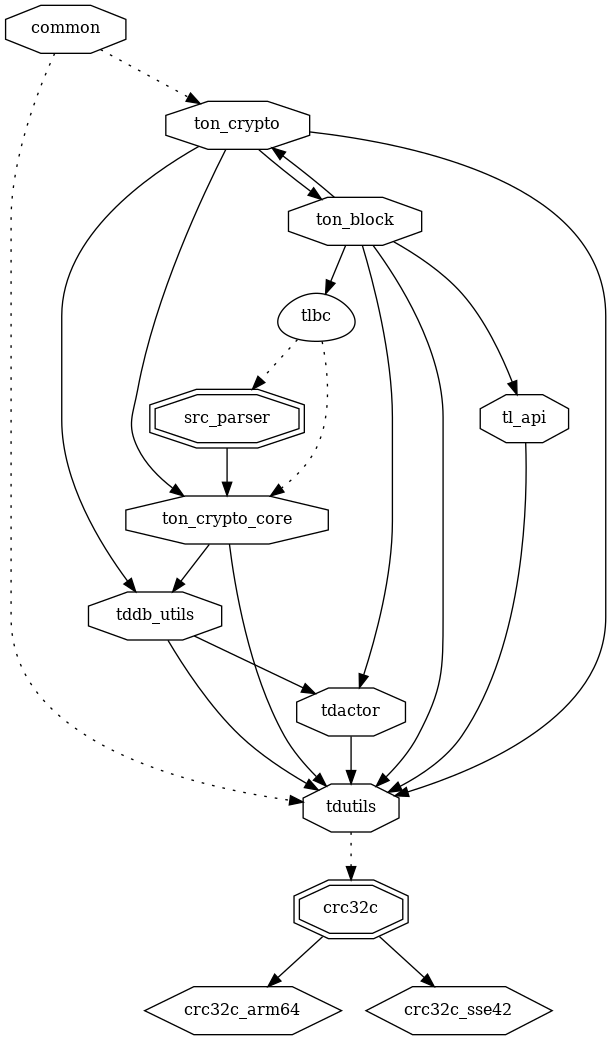 common
ton_crypto
ton_block
tlbc
src_parser
tl_api
ton_crypto_core
tddb_utils
tdactor
tdutils
crc32c
crc32c_arm64
crc32c_sse42